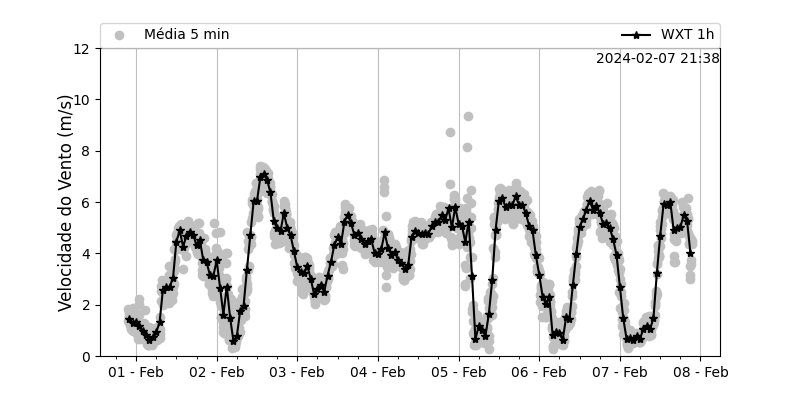 Média 5 min WXT 1h
2024-02-07 21:38
Velocidade do Vento (m/s)
12
10
8
6
4
2
0
01 - Feb 02 - Feb 03 - Feb 04 - Feb 05 - Feb 06 - Feb 07 - Feb 08 - Feb